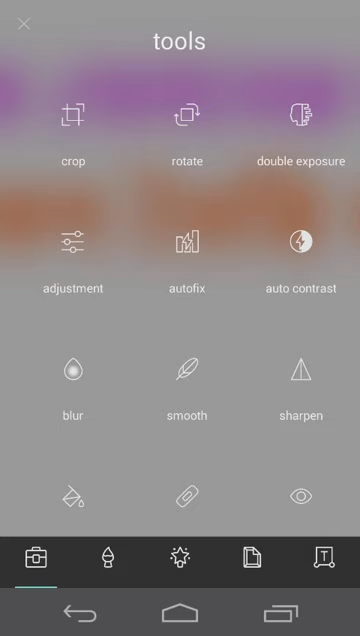 tools
crop rotate double exposure
adjustment autofix auto contrast
blur smooth sharpen
T